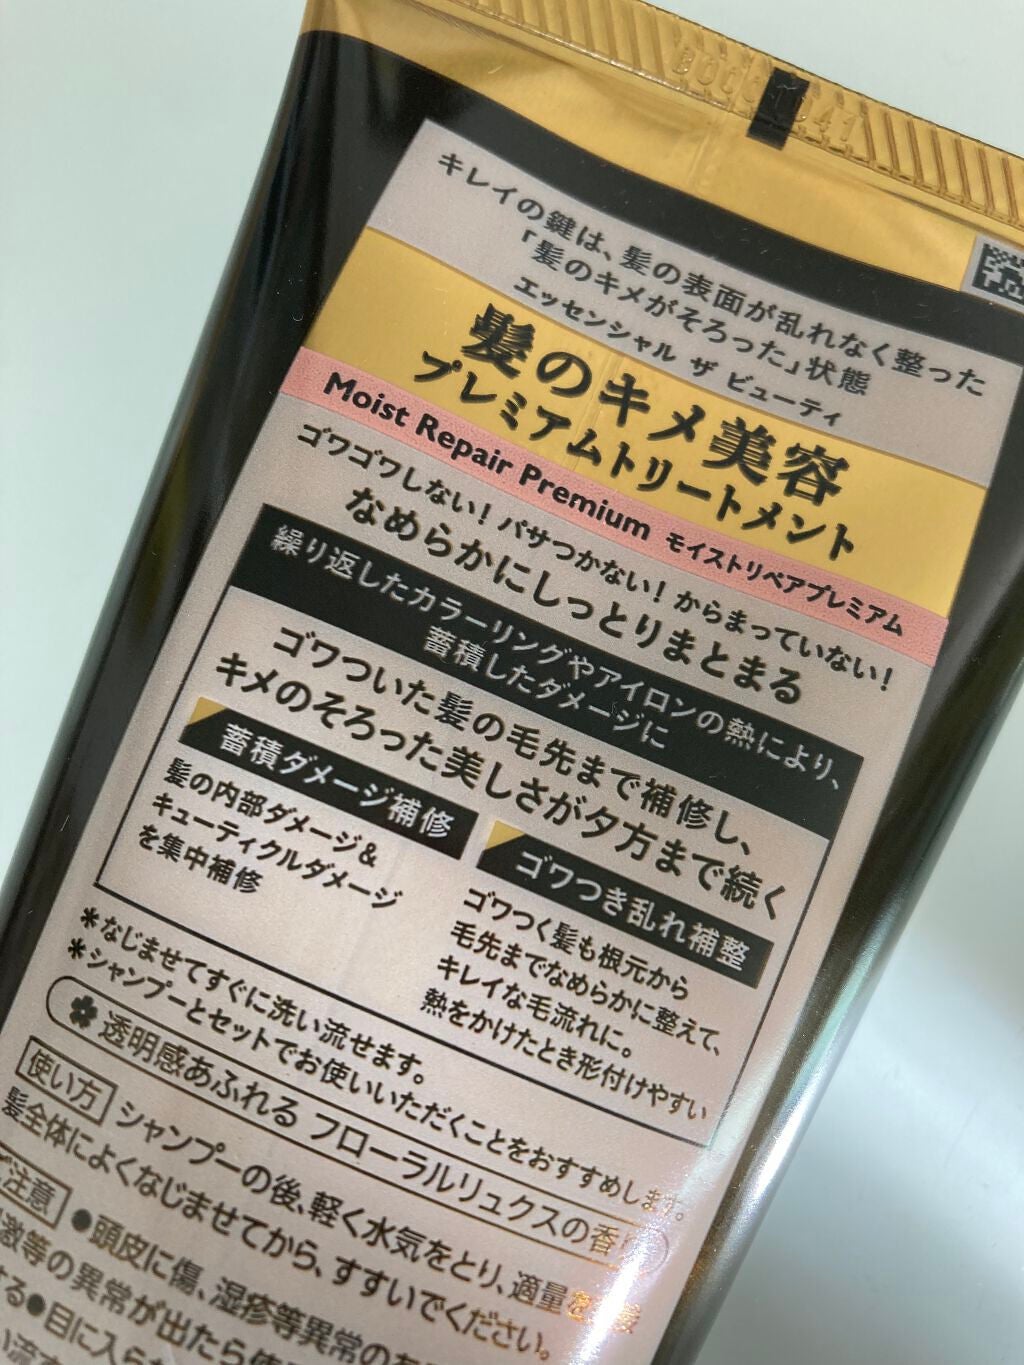 キレイの鍵は、髪の表面が乱れなく整った
「髪のキメがそろった」状態
エッセンシャル ザ ビューティ
髪のキメ美容
プレミアムトリートメント
Moist Repair Premium モイストリペアプレミアム
ゴワゴワしない！パサつかない！からまっていない！
なめらかにしっとりまとまる
繰り返したカラーリングやアイロンの熱により、
蓄積したダメージに
ゴワついた髪の毛先まで補修し、
キメのそろった美しさが夕方まで続く
蓄積ダメージ補修
髪の内部ダメージ&
キューティクルダメージ
を集中補修
ゴワつき乱れ補整
ゴワつく髪も根元から
毛先までなめらかに整えて、
キレイな毛流れに。
熱をかけたとき形付けやすい
*なじませてすぐに洗い流せます。
*シャンプーとセットでお使いいただくことをおすすめします。
透明感あふれる フローラルリュクスの香
使い方 シャンプーの後、軽く水気をとり、適量を
髪全体によくなじませてから、すすいでください。
注意 ●頭皮に傷、湿疹等異常の
激等の異常が出たら使
する●目に入ら